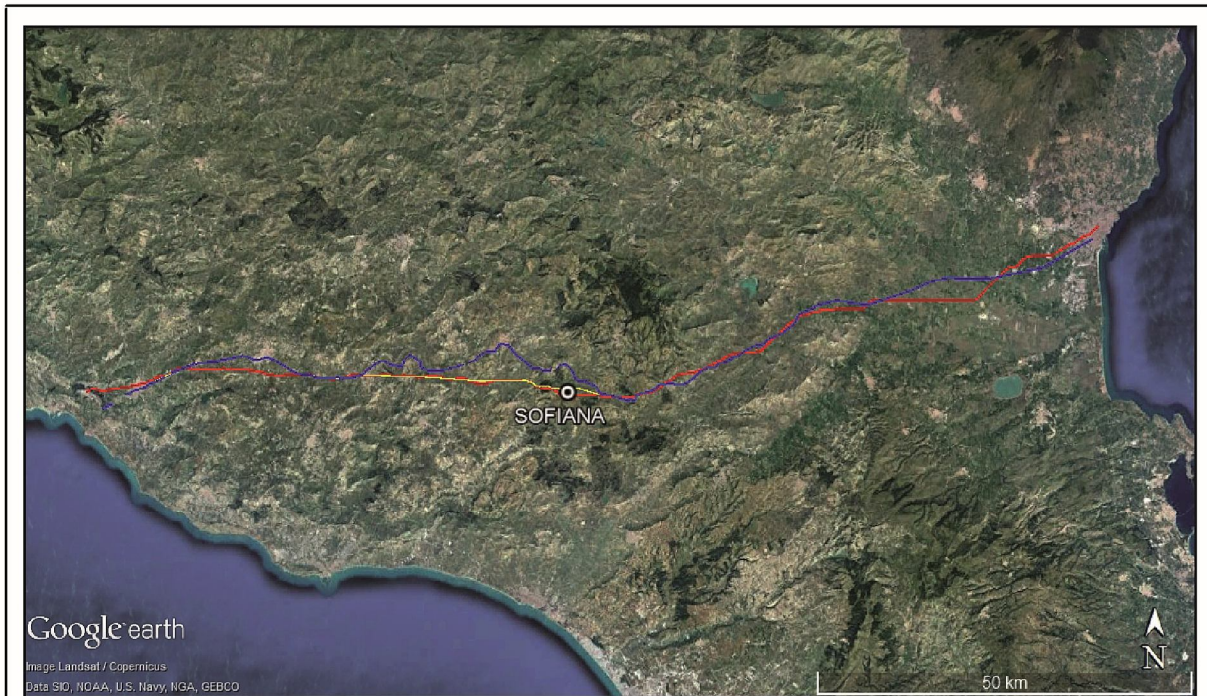 SOFIANA
Google earth
Image Landsat / Copernicus
Data SIO, NOAA, U.S. Navy, NGA, GEBCO
N
50 km